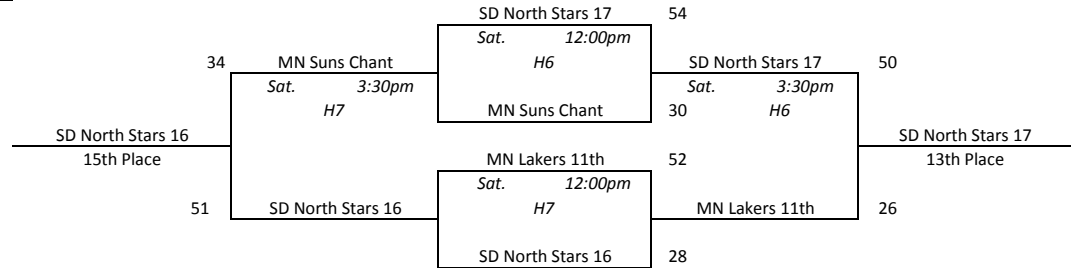 SD North Stars 17 54
Sat. 12:00pm
34 MN Suns Chant H6 SD North Stars 17 50
Sat. 3:30pm Sat. 3:30pm
H7 MN Suns Chant 30 H6
SD North Stars 16 SD North Stars 17
15th Place MN Lakers 11th 52 13th Place
Sat. 12:00pm
51 SD North Stars 16 H7 MN Lakers 11th 26
SD North Stars 16 28